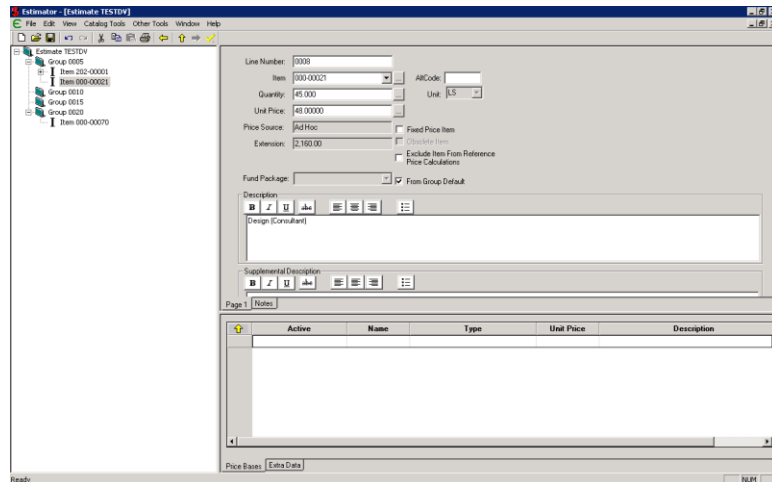 Estimator - [Estimate TESTDV]
File Edit View Catalog Tools Other Tools Window Help
Estimate TESTDV
Group 0005
Item 202-00001
Item 000-00021
Group 0010
Group 0015
Group 0020
Item 000-00070
Line Number: 0008
Item 000-00021 ... AltCode:
Quantity: 45.000 ... Unit: LS
Unit Price: 48.00000 ...
Price Source: Ad Hoc Fixed Price Item
Obsolete Item
Extension: 2,160.00
Exclude Item From Reference
Price Calculations
Fund Package: From Group Default
Description
B I U abc
Design (Consultant)
Supplemental Description
B I U abc
Page 1 Notes
Active Name Type Unit Price Description
Price Bases Extra Data
Ready NUM